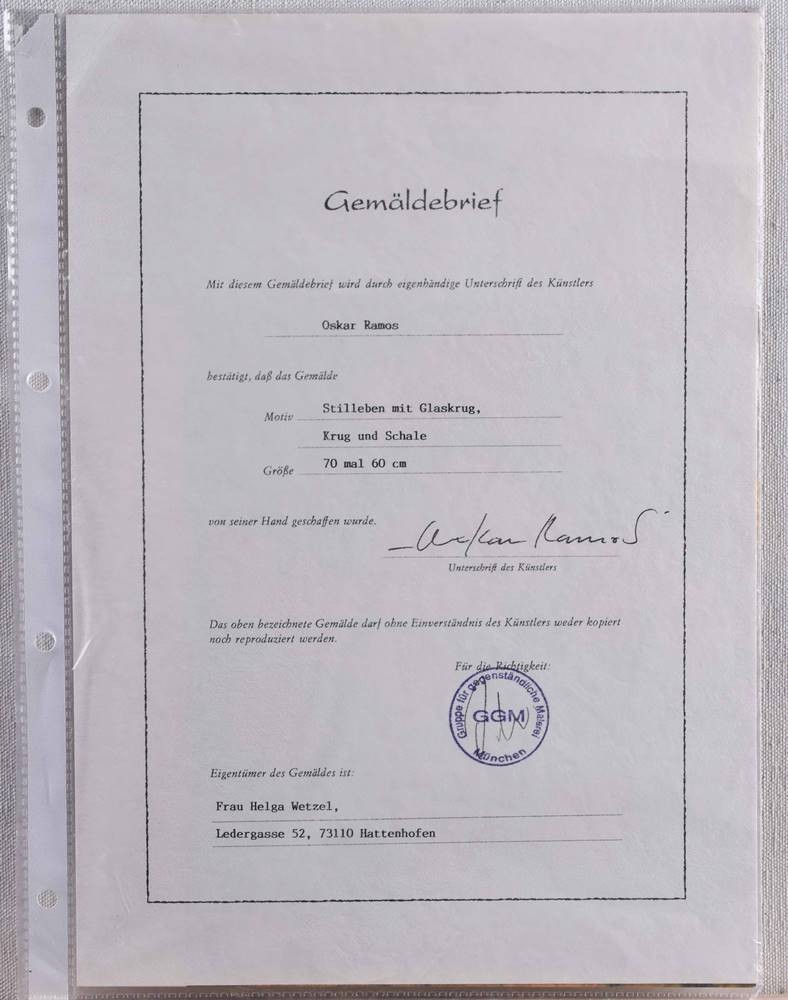 Gemäldebrief
Mit diesem Gemäldebrief wird durch eigenhändige Unterschrift des Künstlers
Oskar Ramos
bestätigt, daß das Gemälde
Motiv Stilleben mit Glaskrug,
Krug und Schale
Größe 70 mal 60 cm
von seiner Hand geschaffen wurde.
Oskar Ramos
Unterschrift des Künstlers
Das oben bezeichnete Gemälde darf ohne Einverständnis des Künstlers weder kopiert
noch reproduziert werden.
Für die Richtigkeit:
Gruppe für gegenständliche Malerei
GGM
München
Eigentümer des Gemäldes ist:
Frau Helga Wetzel,
Ledergasse 52, 73110 Hattenhofen